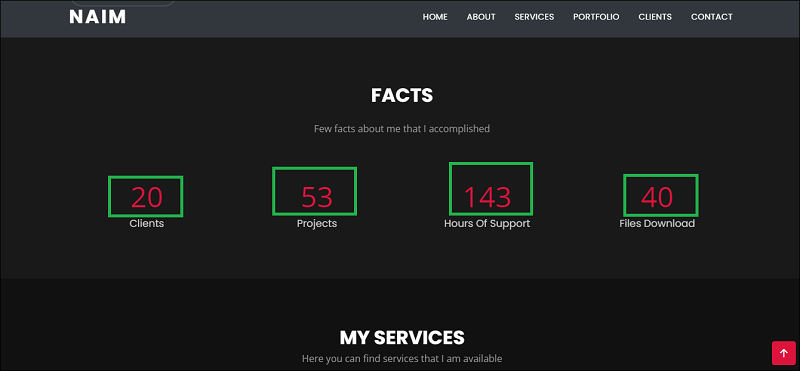 NAIM
HOME ABOUT SERVICES PORTFOLIO CLIENTS CONTACT
FACTS
Few facts about me that I accomplished
20 53 143 40
Clients Projects Hours Of Support Files Download
MY SERVICES
Here you can find services that I am available